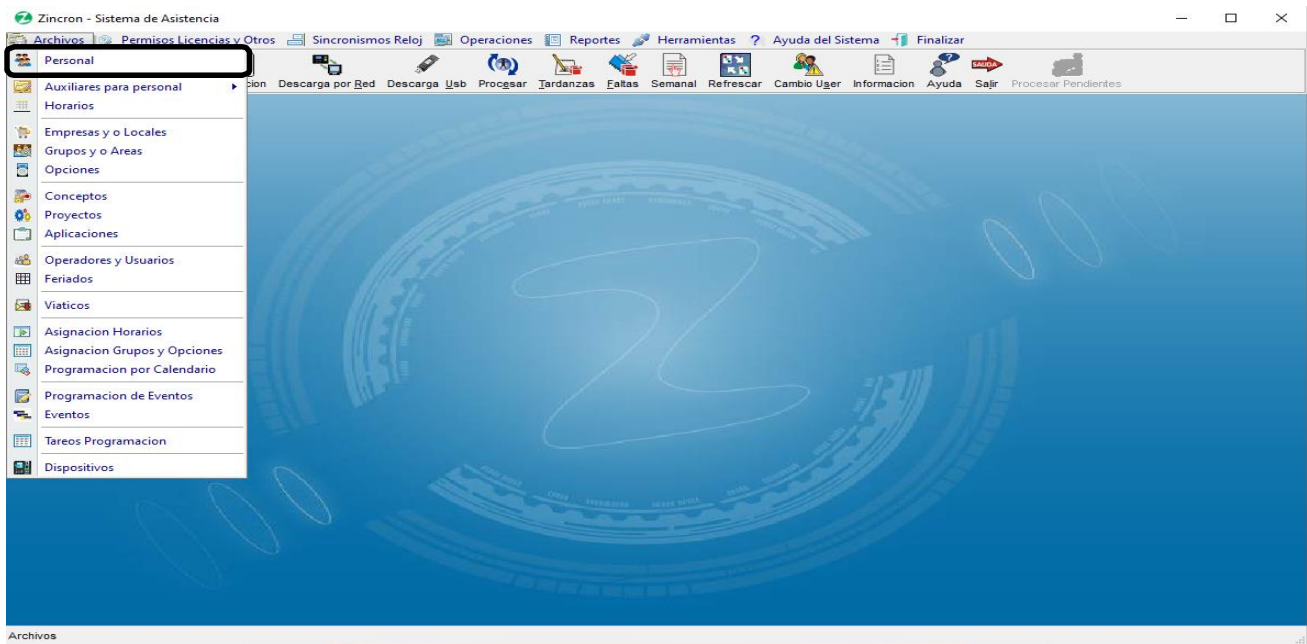 Zincron - Sistema de Asistencia
Archivos Permisos Licencias y Otros Sincronismos Reloj Operaciones Reportes Herramientas ? Ayuda del Sistema Finalizar
Personal
cion Descarga por Red Descarga Usb Procesar Tardanzas Faltas Semanal Refrescar Cambio User Informacion Ayuda Salir Procesar Pendientes
SALIDA
Auxiliares para personal
Horarios
Empresas y o Locales
Grupos y o Areas
Opciones
Conceptos
Proyectos
Aplicaciones
Operadores y Usuarios
Feriados
Viaticos
Asignacion Horarios
Asignacion Grupos y Opciones
Programacion por Calendario
Programacion de Eventos
Eventos
Tareos Programacion
Dispositivos
Archivos